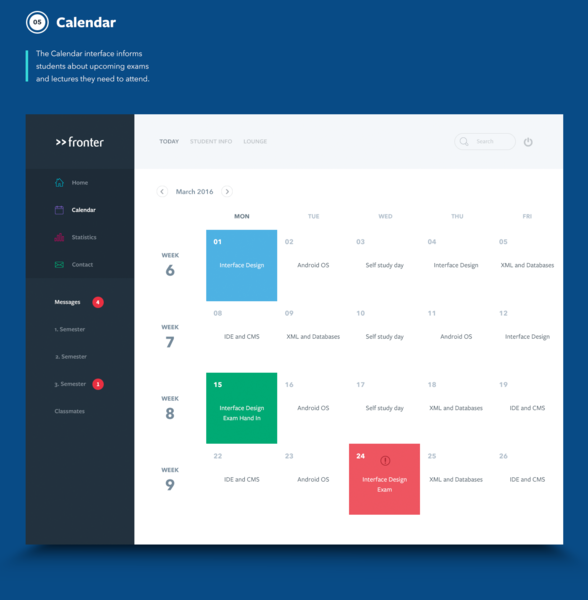 05 Calendar
The Calendar interface informs
students about upcoming exams
and lectures they need to attend.
>>fronter
TODAY STUDENT INFO LOUNGE
Search
Home
Calendar
Statistics
Contact
Messages 4
1. Semester
2. Semester
3. Semester 1
Classmates
March 2016
MON TUE WED THU FRI
WEEK
6
01 02 03 04 05
Interface Design Android OS Self study day Interface Design XML and Databases
WEEK
7
08 09 10 11 12
IDE and CMS XML and Databases Self study day Android OS Interface Design
WEEK
8
15 16 17 18 19
Interface Design
Exam Hand In
Android OS Self study day XML and Databases IDE and CMS
WEEK
9
22 23 24 25 26
IDE and CMS Android OS
Interface Design
Exam
XML and Databases IDE and CMS